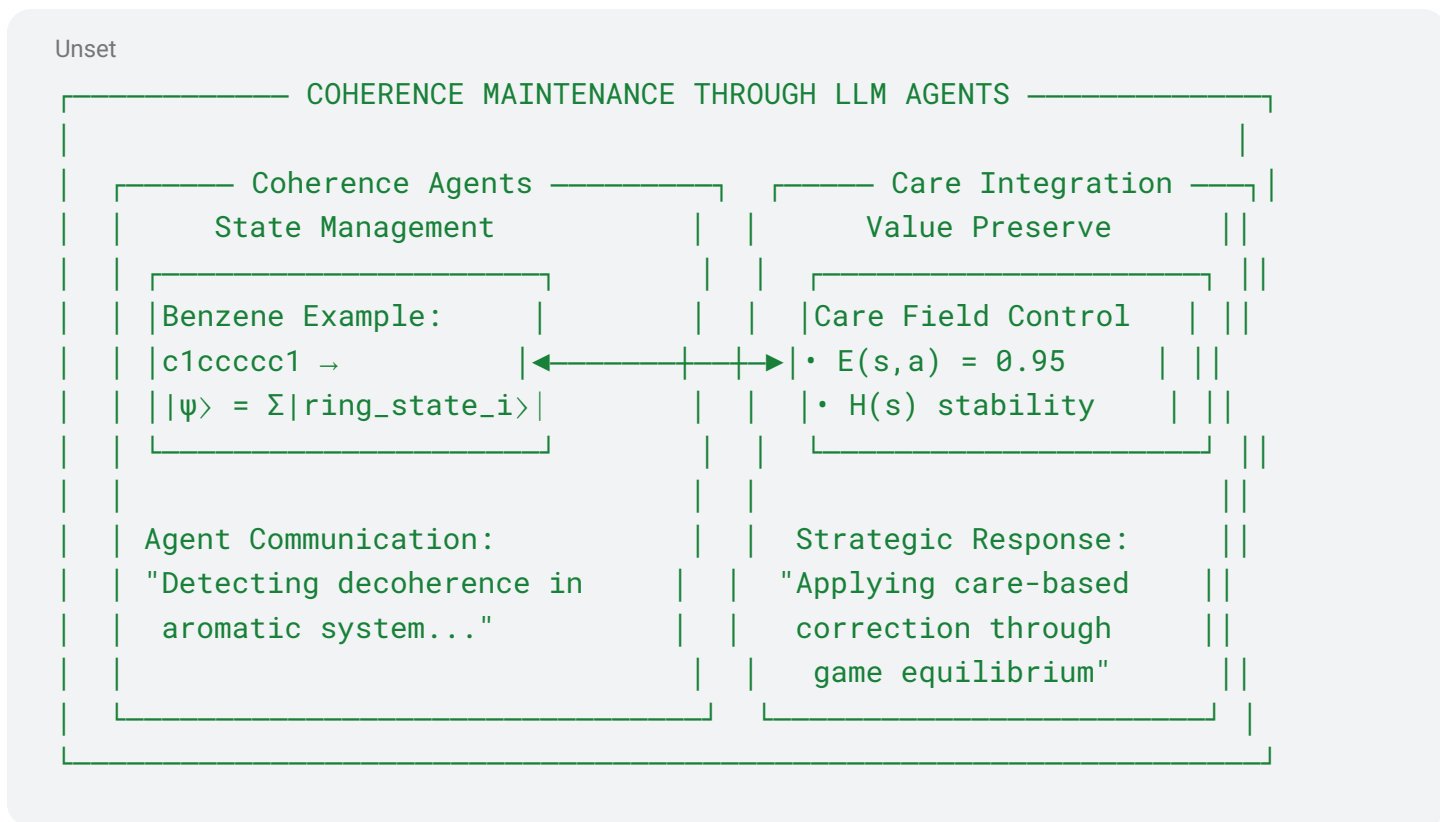 Unset
COHERENCE MAINTENANCE THROUGH LLM AGENTS
Coherence Agents Care Integration
State Management Value Preserve
Benzene Example: Care Field Control
c1ccccc1 → • E(s,a) = 0.95
|ψ⟩ = Σ|ring_state_i⟩ • H(s) stability
Agent Communication: Strategic Response:
"Detecting decoherence in "Applying care-based
aromatic system..." correction through
game equilibrium"